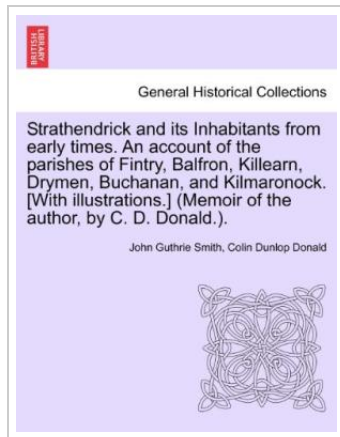 BRITISH
LIBRARY
General Historical Collections
Strathendrick and its Inhabitants from
early times. An account of the
parishes of Fintry, Balfron, Killearn,
Drymen, Buchanan, and Kilmaronock.
[With illustrations.] (Memoir of the
author, by C. D. Donald.).
John Guthrie Smith, Colin Dunlop Donald